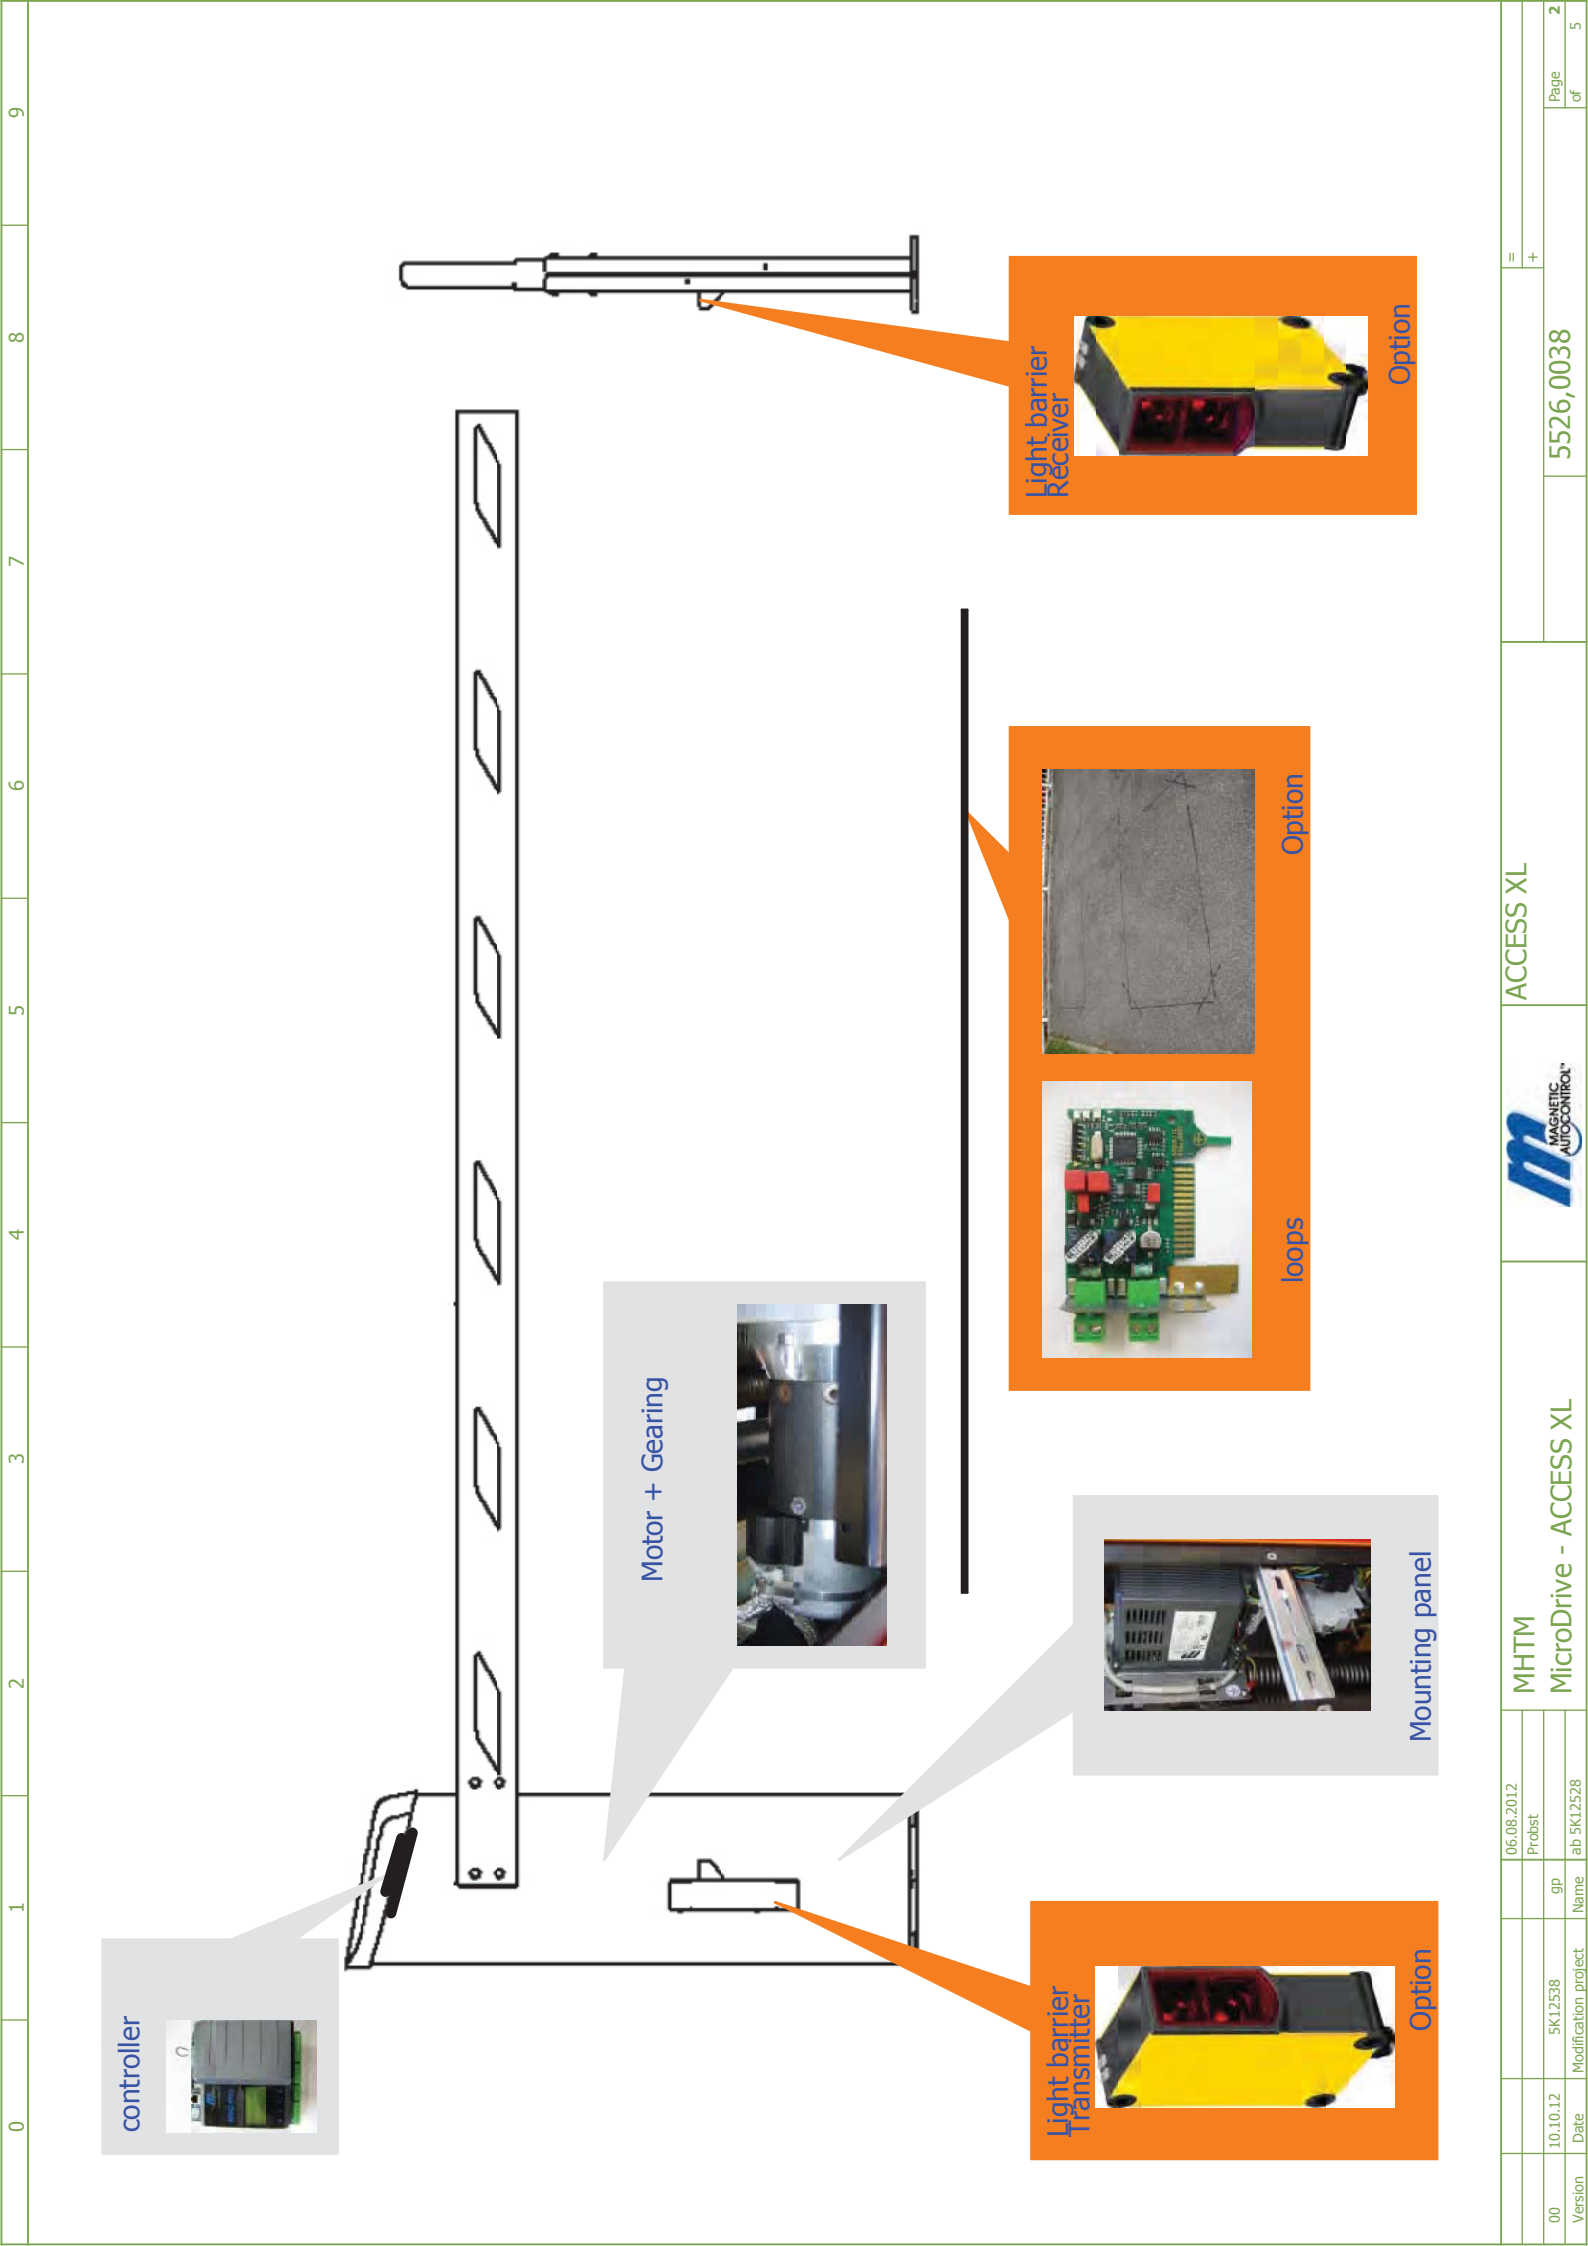 0 1 2 3 4 5 6 7 8 9
controller
Motor + Gearing
Light barrier
Receiver
Option
loops
Option
Mounting panel
Light barrier
Transmitter
Option
06.08.2012
Probst
00 10.10.12 5K12538 gp
Version Date Modification project Name ab 5K12528
MHTM
MicroDrive - ACCESS XL
MAGNETIC
AUTOCONTROL™
ACCESS XL
5526,0038
=
+
Page 2
of 5